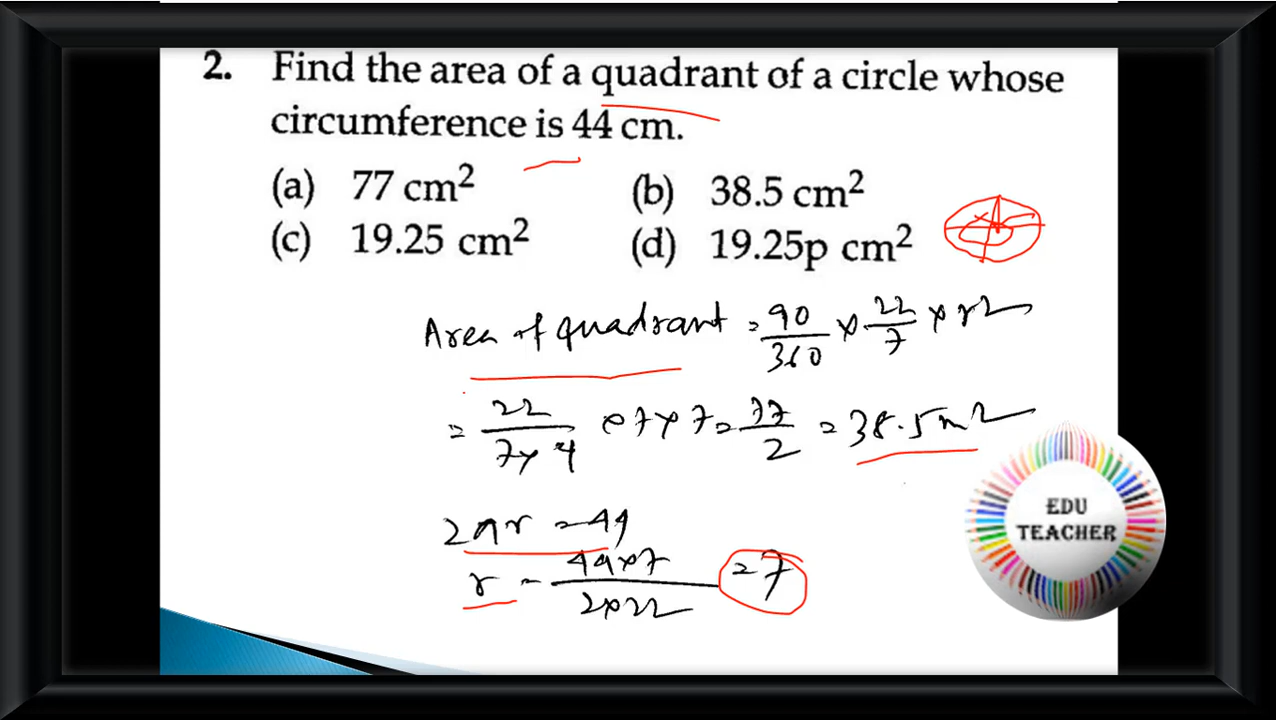 2. Find the area of a quadrant of a circle whose
circumference is 44 cm.
(a) 77 cm² (b) 38.5 cm²
(c) 19.25 cm² (d) 19.25p cm²
Area of quadrant = 90/360 × 22/7 × r²
= 22/7×4 × 7×7 = 77/2 = 38.5 m²
2πr = 44
r = 44×7/2×22 = 7
EDU
TEACHER